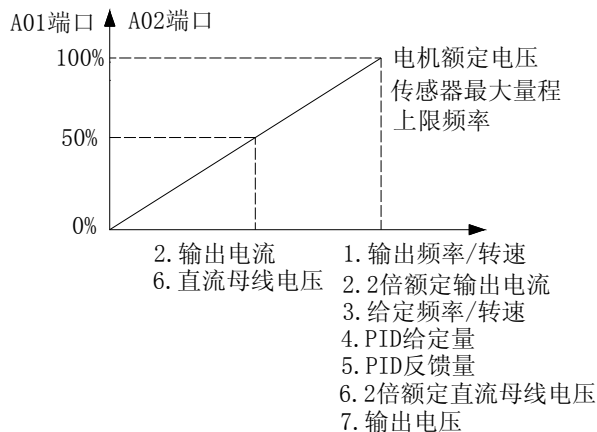 A01端口 A02端口
100%
电机额定电压
传感器最大量程
上限频率
50%
0%
2.输出电流
6.直流母线电压
1.输出频率/转速
2.2倍额定输出电流
3.给定频率/转速
4.PID给定量
5.PID反馈量
6.2倍额定直流母线电压
7.输出电压